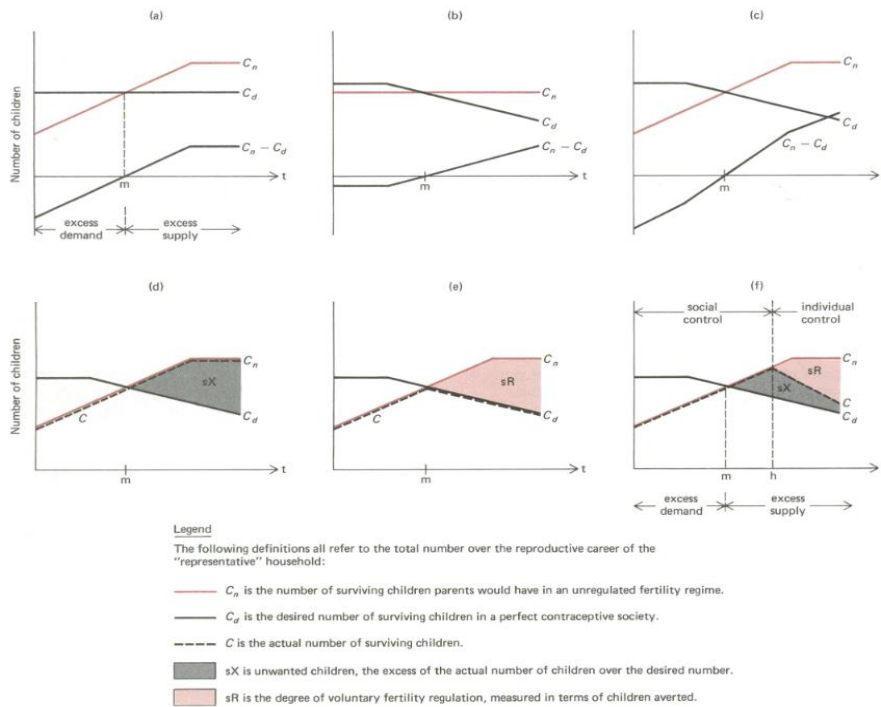 (a)
(b)
(c)
Number of children
Cn
Cd
Cn − Cd
t
m
excess demand
excess supply
Cn
Cd
Cn − Cd
t
m
Cn
Cd
Cn − Cd
m
(d)
(e)
(f)
Number of children
Cn
sX
C
Cd
t
m
Cn
sR
C
Cd
t
m
social control
individual control
Cn
sR
sX
C
Cd
m
h
excess demand
excess supply
Legend
The following definitions all refer to the total number over the reproductive career of the
"representative" household:
Cn is the number of surviving children parents would have in an unregulated fertility regime.
Cd is the desired number of surviving children in a perfect contraceptive society.
C is the actual number of surviving children.
sX is unwanted children, the excess of the actual number of children over the desired number.
sR is the degree of voluntary fertility regulation, measured in terms of children averted.